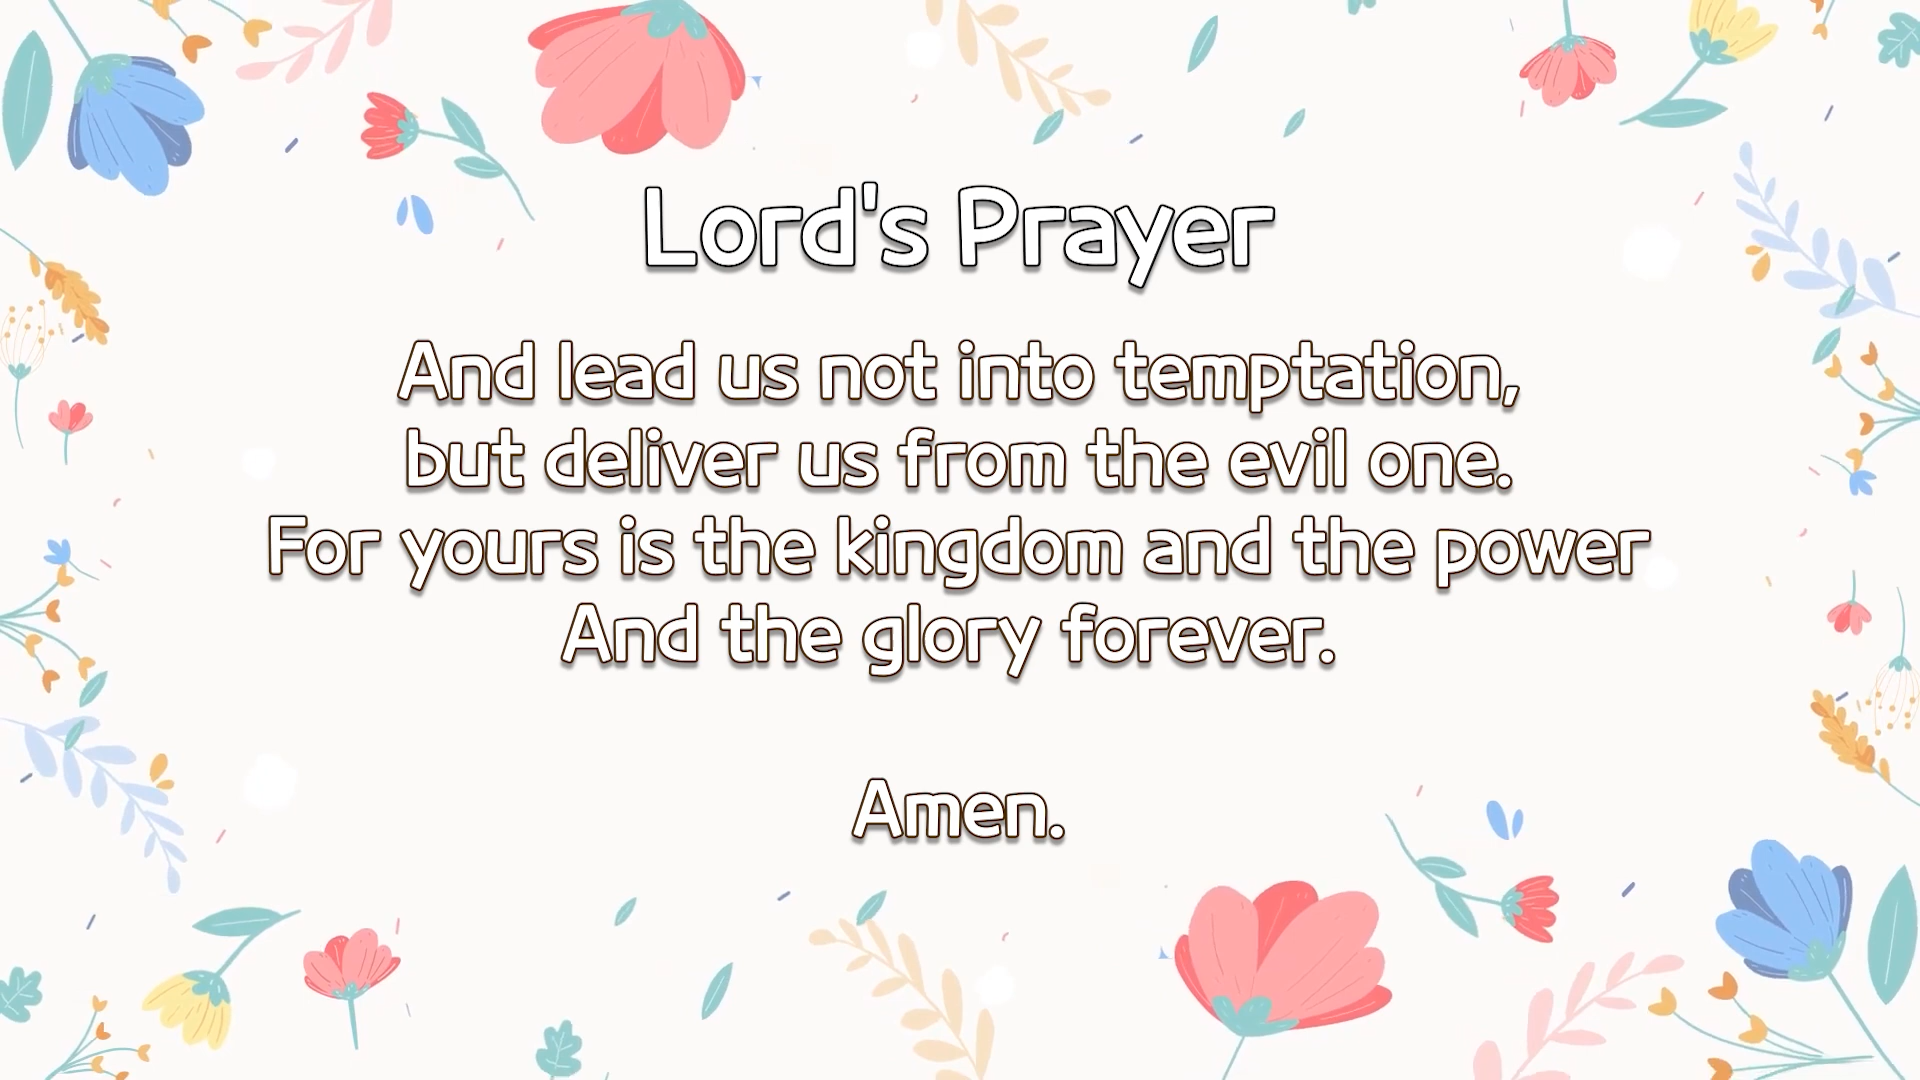 Lord's Prayer
And lead us not into temptation,
but deliver us from the evil one.
For yours is the kingdom and the power
And the glory forever.
Amen.